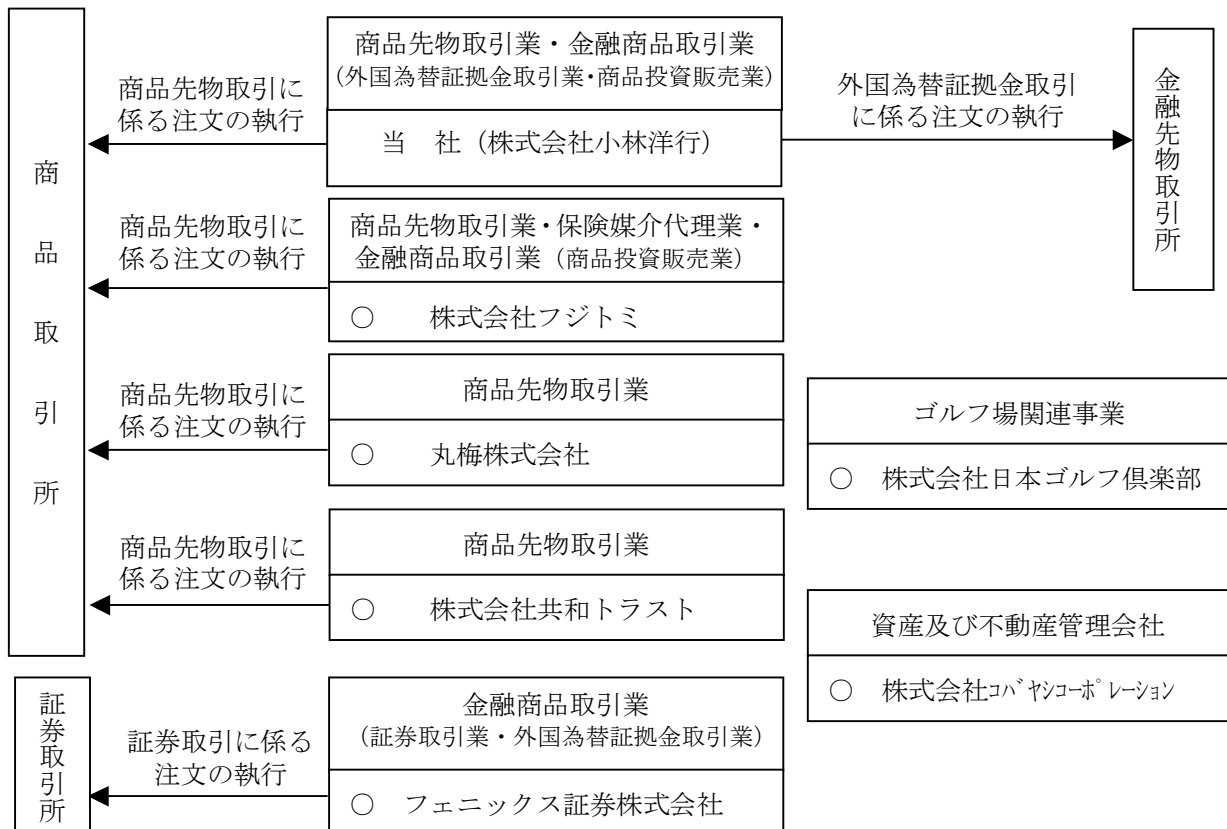 商品取引所
商品先物取引に
係る注文の執行
商品先物取引業・金融商品取引業
(外国為替証拠金取引業・商品投資販売業)
当 社 (株式会社小林洋行)
外国為替証拠金取引
に係る注文の執行
金融先物取引所
商品先物取引に
係る注文の執行
商品先物取引業・保険媒介代理業・
金融商品取引業 (商品投資販売業)
○ 株式会社フジトミ
商品先物取引に
係る注文の執行
商品先物取引業
○ 丸梅株式会社
ゴルフ場関連事業
○ 株式会社日本ゴルフ倶楽部
商品先物取引に
係る注文の執行
商品先物取引業
○ 株式会社共和トラスト
資産及び不動産管理会社
○ 株式会社コバヤシコーポレーション
証券取引所
証券取引に係る
注文の執行
金融商品取引業
(証券取引業・外国為替証拠金取引業)
○ フェニックス証券株式会社